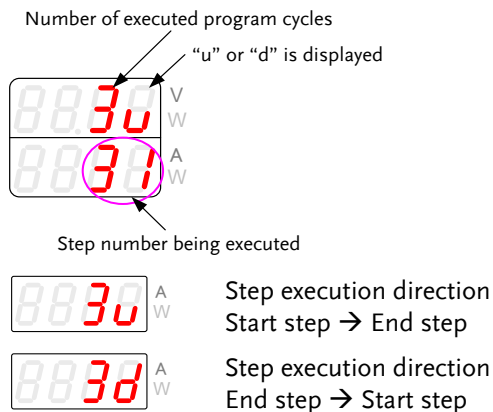 Number of executed program cycles
“u” or “d” is displayed
3u V
W
31 A
W
Step number being executed
3u A
W
Step execution direction
Start step → End step
3d A
W
Step execution direction
End step → Start step